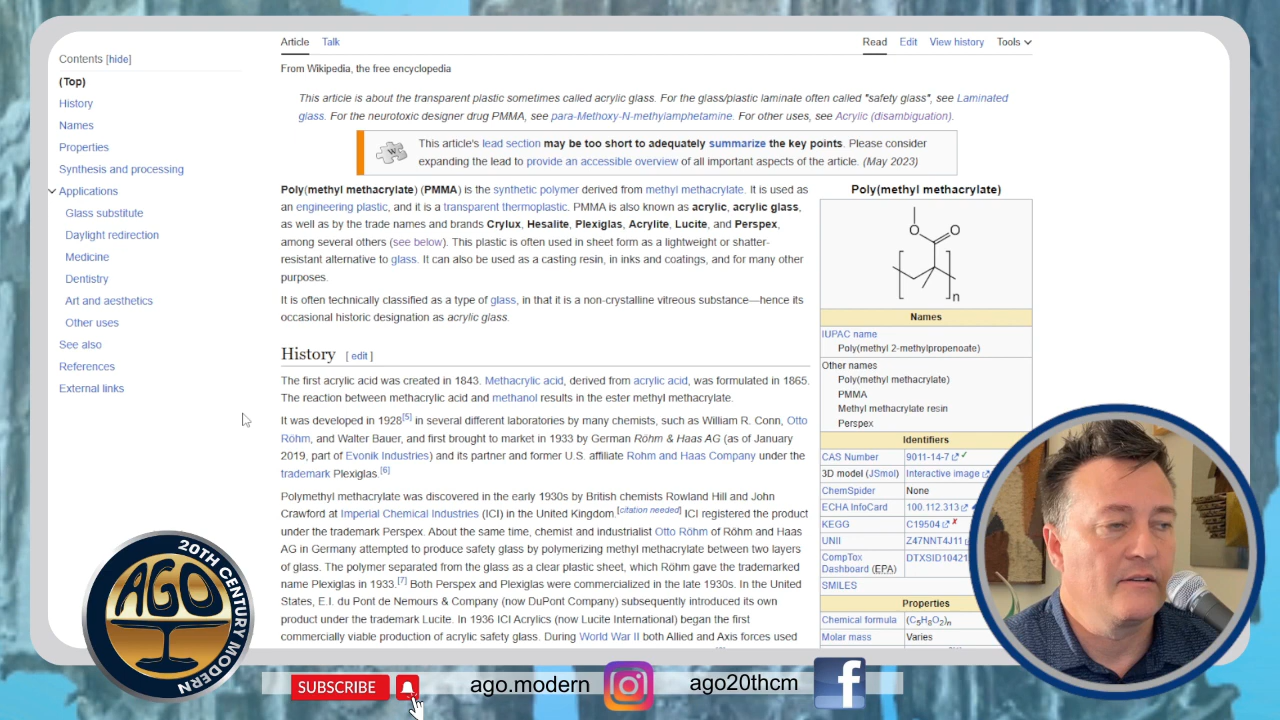 Contents [hide]
(Top)
History
Names
Properties
Synthesis and processing
Applications
Glass substitute
Daylight redirection
Medicine
Dentistry
Art and aesthetics
Other uses
See also
References
External links
Article Talk
Read Edit View history Tools
From Wikipedia, the free encyclopedia
This article is about the transparent plastic sometimes called acrylic glass. For the glass/plastic laminate often called "safety glass", see Laminated
glass. For the neurotoxic designer drug PMMA, see para-Methoxy-N-methylamphetamine. For other uses, see Acrylic (disambiguation).
This article's lead section may be too short to adequately summarize the key points. Please consider
expanding the lead to provide an accessible overview of all important aspects of the article. (May 2023)
Poly(methyl methacrylate) (PMMA) is the synthetic polymer derived from methyl methacrylate. It is used as
an engineering plastic, and it is a transparent thermoplastic. PMMA is also known as acrylic, acrylic glass,
as well as by the trade names and brands Crylux, Hesalite, Plexiglas, Acrylite, Lucite, and Perspex,
among several others (see below). This plastic is often used in sheet form as a lightweight or shatter-
resistant alternative to glass. It can also be used as a casting resin, in inks and coatings, and for many other
purposes.
It is often technically classified as a type of glass, in that it is a non-crystalline vitreous substance—hence its
occasional historic designation as acrylic glass.
History [ edit ]
The first acrylic acid was created in 1843. Methacrylic acid, derived from acrylic acid, was formulated in 1865.
The reaction between methacrylic acid and methanol results in the ester methyl methacrylate.
It was developed in 1928[5] in several different laboratories by many chemists, such as William R. Conn, Otto
Röhm, and Walter Bauer, and first brought to market in 1933 by German Röhm & Haas AG (as of January
2019, part of Evonik Industries) and its partner and former U.S. affiliate Rohm and Haas Company under the
trademark Plexiglas.[6]
Polymethyl methacrylate was discovered in the early 1930s by British chemists Rowland Hill and John
Crawford at Imperial Chemical Industries (ICI) in the United Kingdom.[citation needed] ICI registered the product
under the trademark Perspex. About the same time, chemist and industrialist Otto Röhm of Röhm and Haas
AG in Germany attempted to produce safety glass by polymerizing methyl methacrylate between two layers
of glass. The polymer separated from the glass as a clear plastic sheet, which Röhm gave the trademarked
name Plexiglas in 1933.[7] Both Perspex and Plexiglas were commercialized in the late 1930s. In the United
States, E.I. du Pont de Nemours & Company (now DuPont Company) subsequently introduced its own
product under the trademark Lucite. In 1936 ICI Acrylics (now Lucite International) began the first
commercially viable production of acrylic safety glass. During World War II both Allied and Axis forces used
Poly(methyl methacrylate)
O O
n
Names
IUPAC name
Poly(methyl 2-methylpropenoate)
Other names
Poly(methyl methacrylate)
PMMA
Methyl methacrylate resin
Perspex
Identifiers
CAS Number 9011-14-7
3D model (JSmol) Interactive image
ChemSpider None
ECHA InfoCard 100.112.313
KEGG C19504
UNII Z47NNT4J11
CompTox DTXSID10421
Dashboard (EPA)
SMILES
Properties
Chemical formula (C5H8O2)n
Molar mass Varies
AGO
20TH CENTURY MODERN
SUBSCRIBE
ago.modern
ago20thcm
f